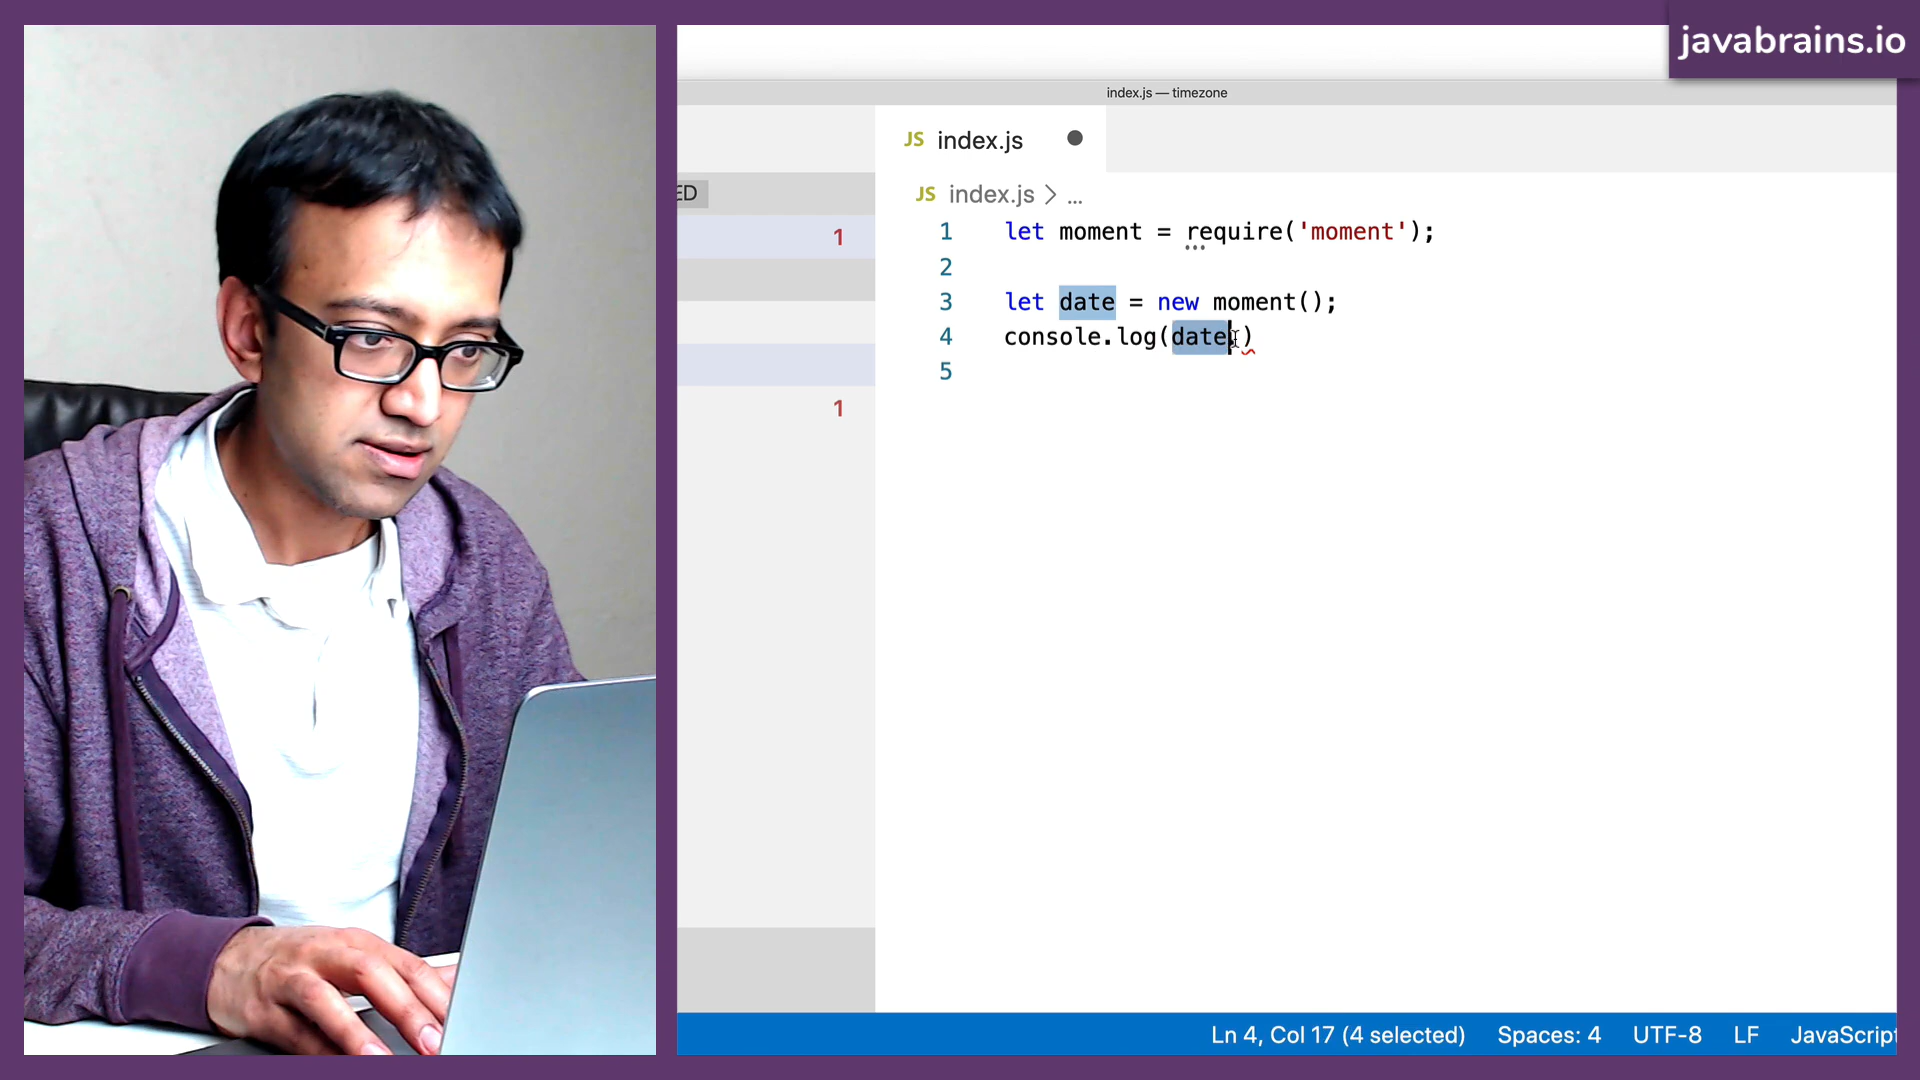 javabrains.io
index.js — timezone
JS index.js
ED
JS index.js > ...
1
1 let moment = require('moment');
2
3 let date = new moment();
4 console.log(date.)
5
1
Ln 4, Col 17 (4 selected) Spaces: 4 UTF-8 LF JavaScript